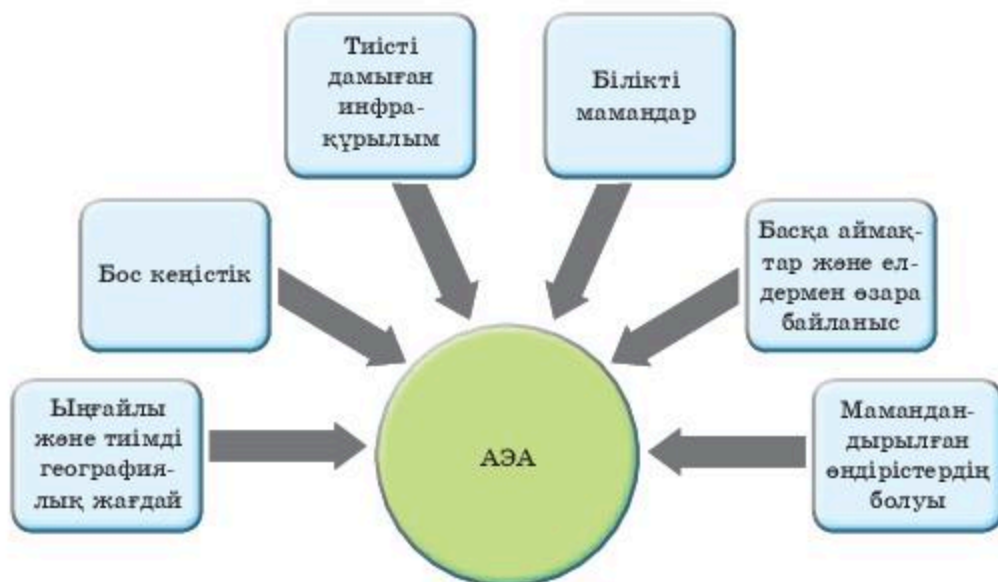 Тиісті
дамыған
инфра-
құрылым
Білікті
мамандар
Бос кеңістік
Басқа аймақ-
тар және ел-
дермен өзара
байланыс
Ыңғайлы
және тиімді
география-
лық жағдай
АЭА
Мамандан-
дырылған
өндірістердің
болуы